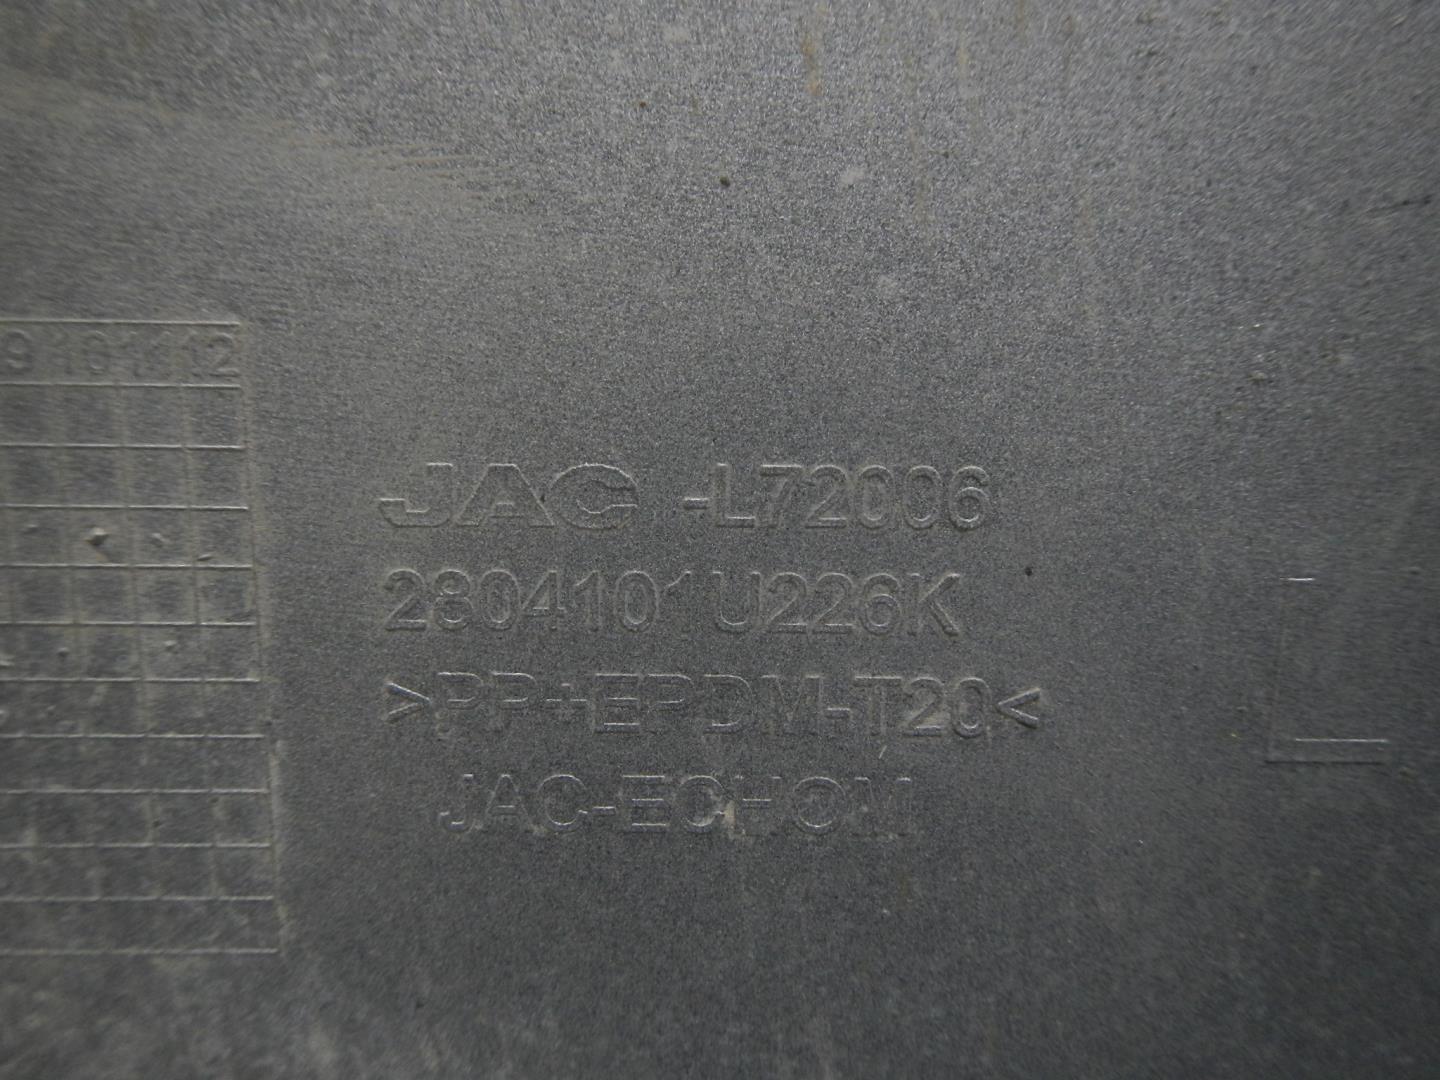 9 10 11 12
JAC -L72006
2804101U226K
>PP+EPDM-T20<
JAC-ECHOM
L